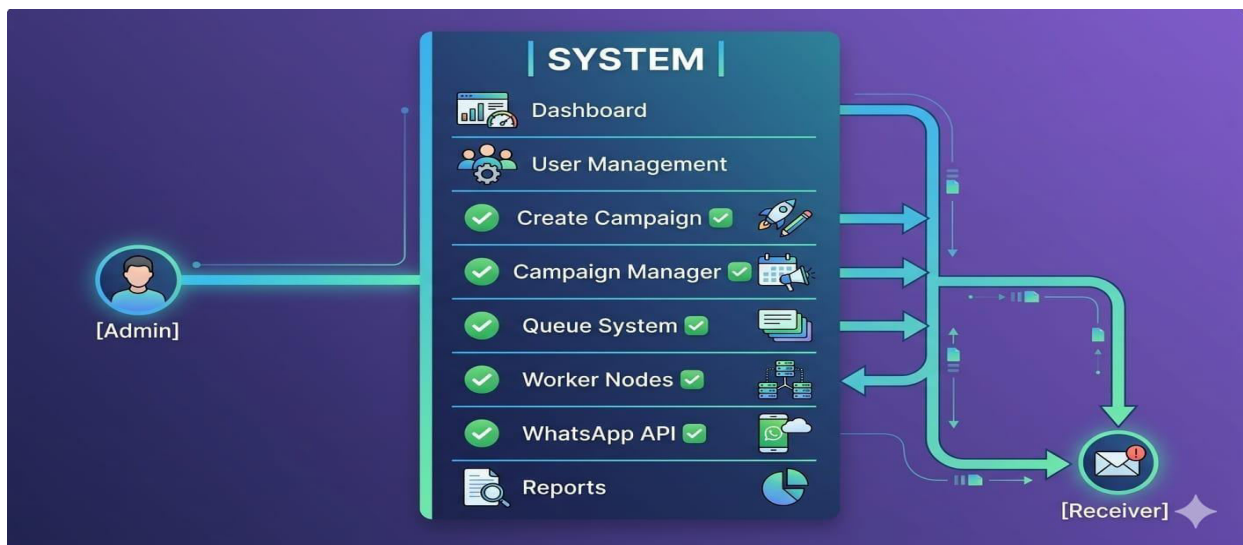 | SYSTEM |
Dashboard
User Management
Create Campaign
Campaign Manager
Queue System
Worker Nodes
WhatsApp API
Reports
[Admin]
[Receiver]